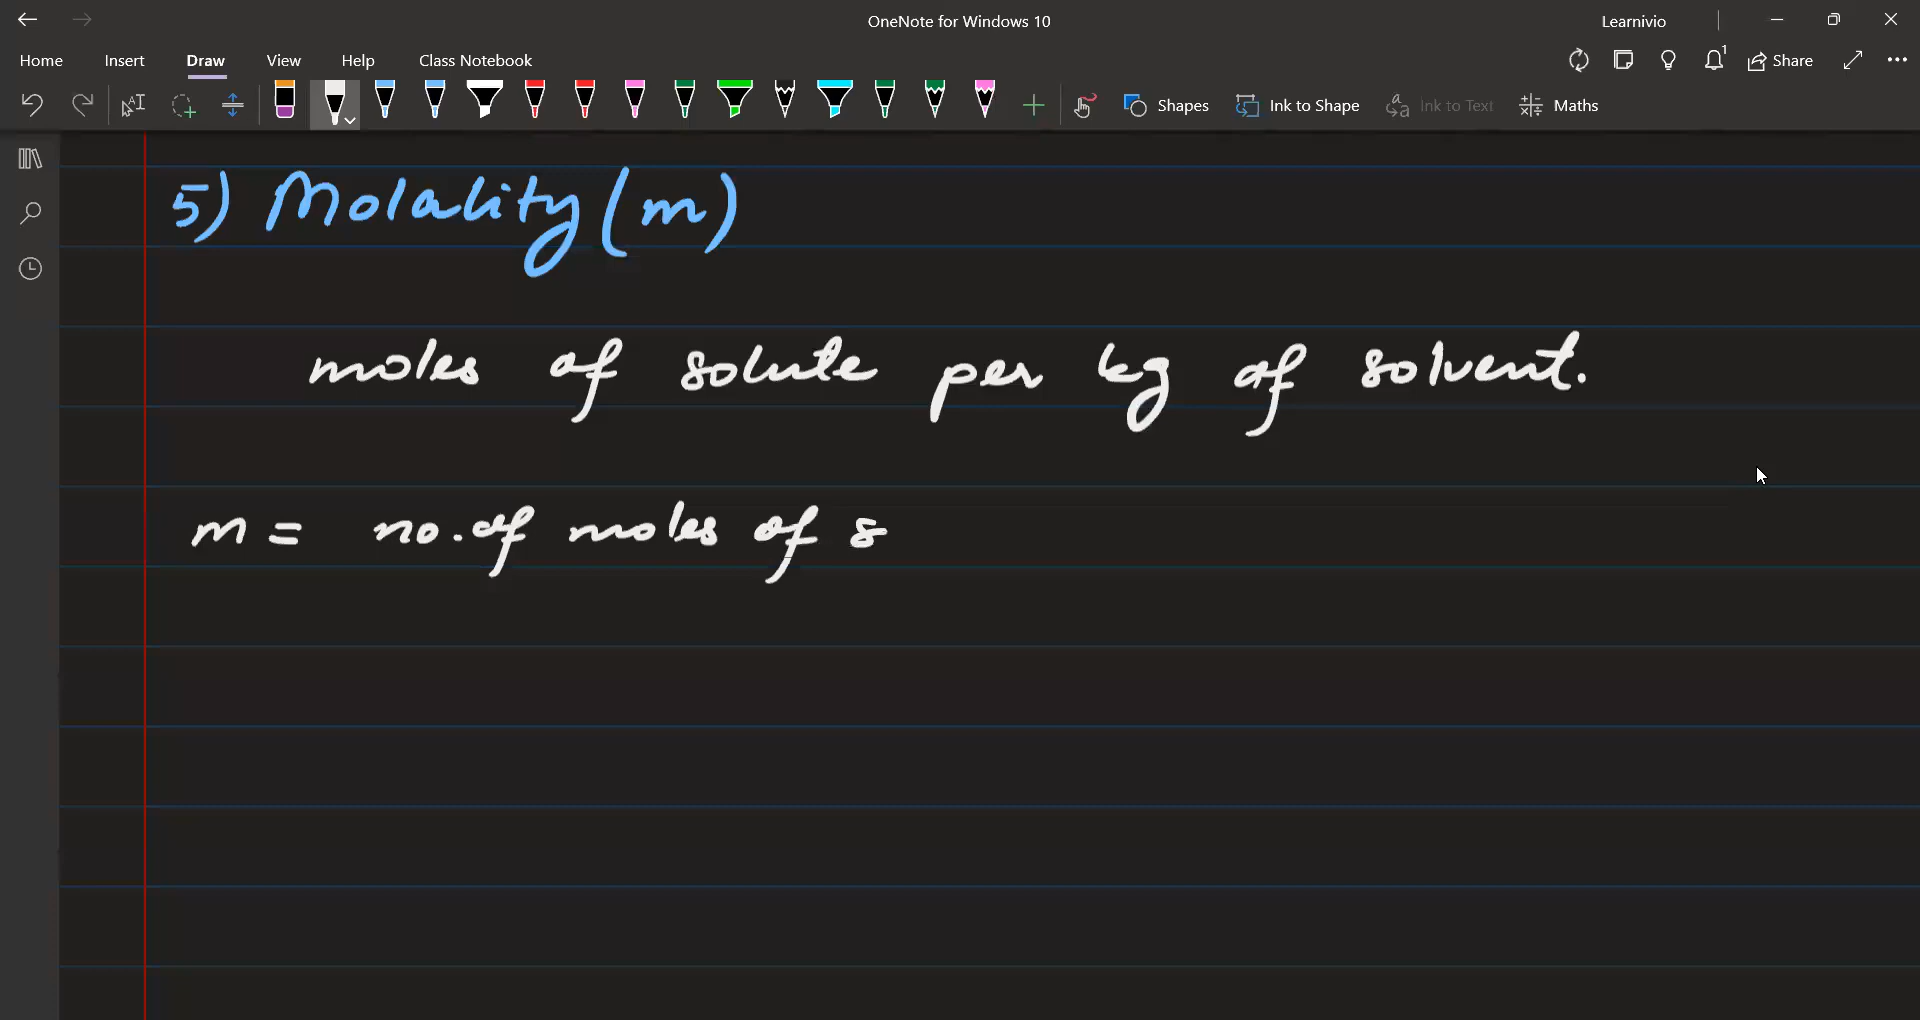 OneNote for Windows 10
Learnivio
Home Insert Draw View Help Class Notebook
1 Share
Shapes Ink to Shape Ink to Text Maths
5) Molality (m)
moles of solute per kg of solvent.
m = no. of moles of s